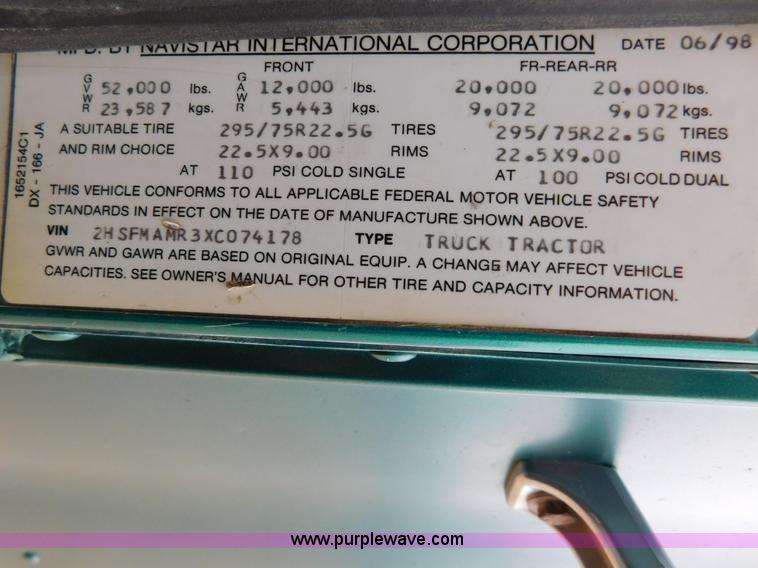 MFD. BY NAVISTAR INTERNATIONAL CORPORATION DATE 06/98
FRONT FR-REAR-RR
GVWR 52,000 lbs. GAWR 12,000 lbs. 20,000 20,000 lbs.
23,587 kgs. 5,443 kgs. 9,072 9,072 kgs.
A SUITABLE TIRE 295/75R22.5G TIRES 295/75R22.5G TIRES
AND RIM CHOICE 22.5X9.00 RIMS 22.5X9.00 RIMS
AT 110 PSI COLD SINGLE AT 100 PSI COLD DUAL
THIS VEHICLE CONFORMS TO ALL APPLICABLE FEDERAL MOTOR VEHICLE SAFETY
STANDARDS IN EFFECT ON THE DATE OF MANUFACTURE SHOWN ABOVE.
VIN 2HSFMAMR3XC074178 TYPE TRUCK TRACTOR
GVWR AND GAWR ARE BASED ON ORIGINAL EQUIP. A CHANGE MAY AFFECT VEHICLE
CAPACITIES. SEE OWNER'S MANUAL FOR OTHER TIRE AND CAPACITY INFORMATION.
1652154C1
DX - 166 - JA
www.purplewave.com